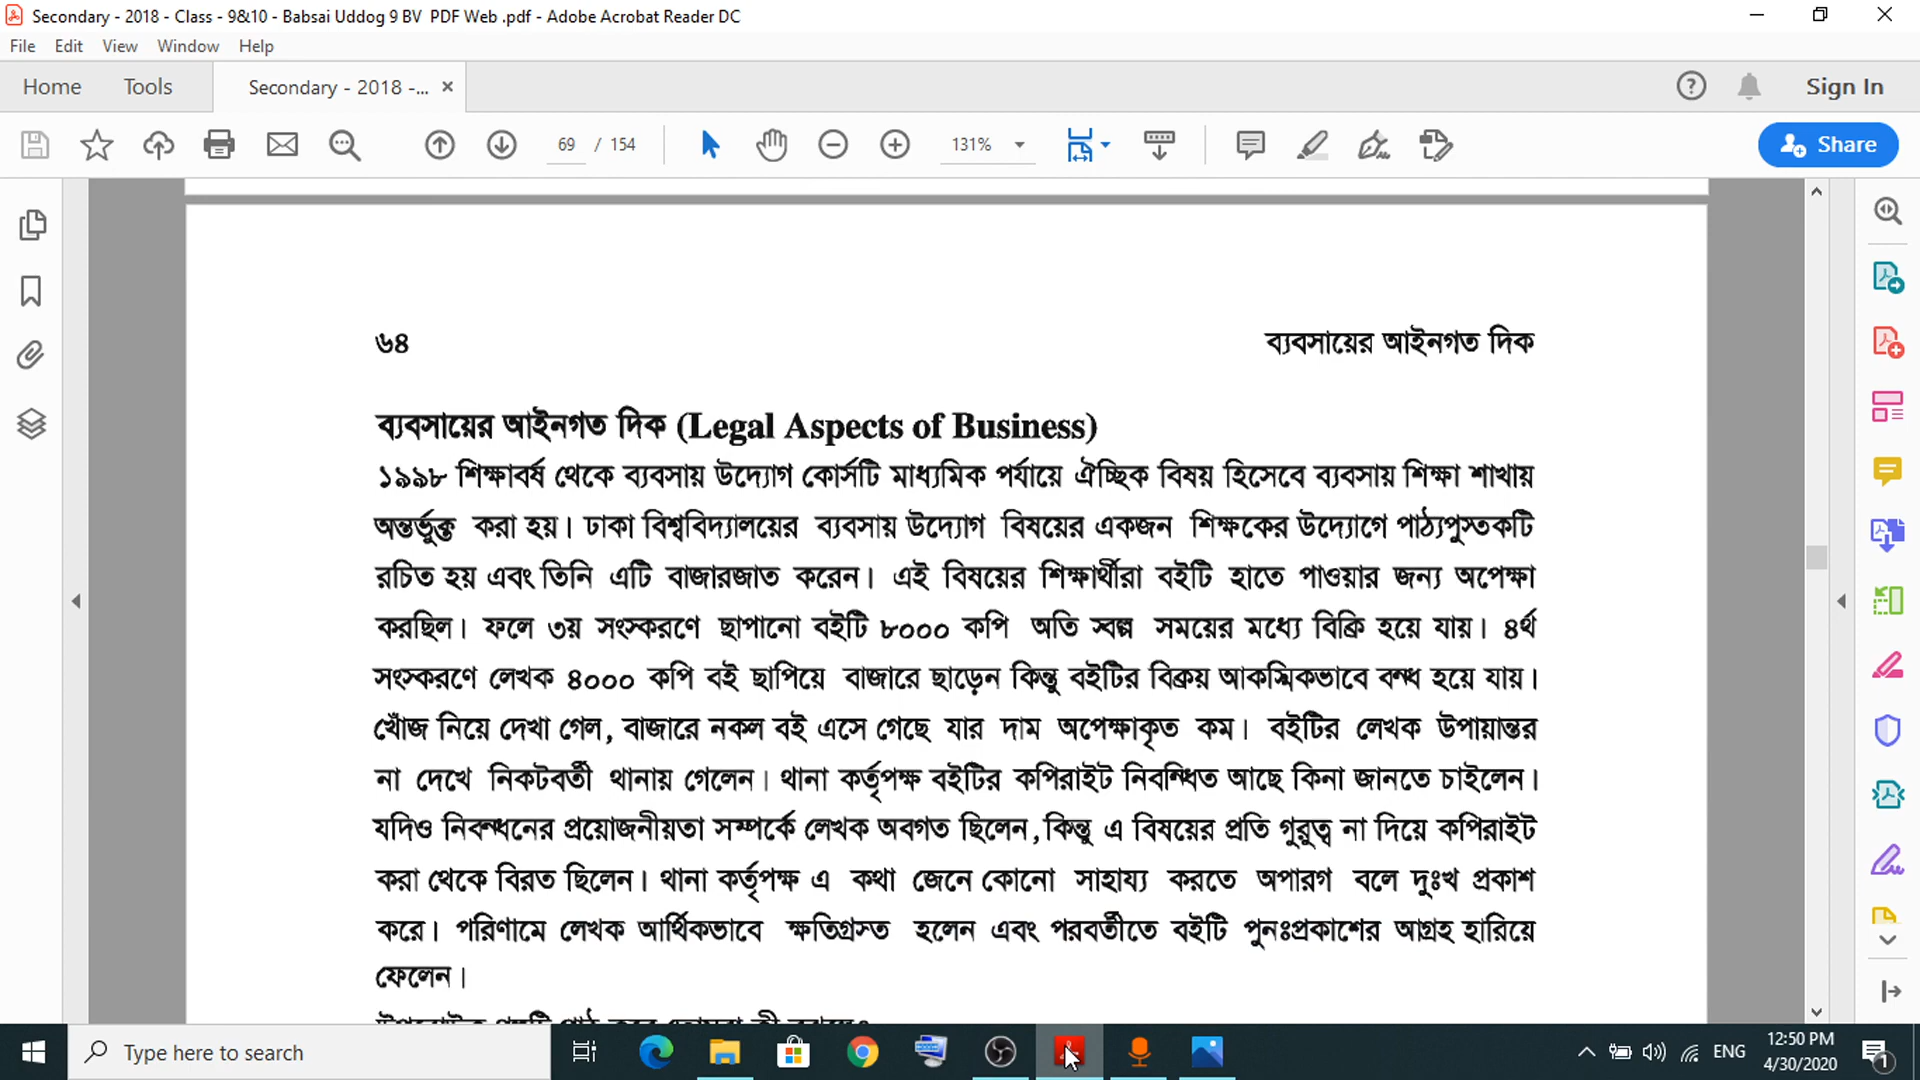 Secondary - 2018 - Class - 9&10 - Babsai Uddog 9 BV PDF Web .pdf - Adobe Acrobat Reader DC
File Edit View Window Help
Home Tools Secondary - 2018 -... × Sign In
69 / 154 131% Share
৬৪ ব্যবসায়ের আইনগত দিক
ব্যবসায়ের আইনগত দিক (Legal Aspects of Business)
১৯৯৮ শিক্ষাবর্ষ থেকে ব্যবসায় উদ্যোগ কোর্সটি মাধ্যমিক পর্যায়ে ঐচ্ছিক বিষয় হিসেবে ব্যবসায় শিক্ষা শাখায়
অন্তর্ভুক্ত করা হয়। ঢাকা বিশ্ববিদ্যালয়ের ব্যবসায় উদ্যোগ বিষয়ের একজন শিক্ষকের উদ্যোগে পাঠ্যপুস্তকটি
রচিত হয় এবং তিনি এটি বাজারজাত করেন। এই বিষয়ের শিক্ষার্থীরা বইটি হাতে পাওয়ার জন্য অপেক্ষা
করছিল। ফলে ৩য় সংস্করণে ছাপানো বইটি ৮০০০ কপি অতি স্বল্প সময়ের মধ্যে বিক্রি হয়ে যায়। ৪র্থ
সংস্করণে লেখক ৪০০০ কপি বই ছাপিয়ে বাজারে ছাড়েন কিন্তু বইটির বিক্রয় আকস্মিকভাবে বন্ধ হয়ে যায়।
খোঁজ নিয়ে দেখা গেল, বাজারে নকল বই এসে গেছে যার দাম অপেক্ষাকৃত কম। বইটির লেখক উপায়ান্তর
না দেখে নিকটবর্তী থানায় গেলেন। থানা কর্তৃপক্ষ বইটির কপিরাইট নিবন্ধিত আছে কিনা জানতে চাইলেন।
যদিও নিবন্ধনের প্রয়োজনীয়তা সম্পর্কে লেখক অবগত ছিলেন, কিন্তু এ বিষয়ের প্রতি গুরুত্ব না দিয়ে কপিরাইট
করা থেকে বিরত ছিলেন। থানা কর্তৃপক্ষ এ কথা জেনে কোনো সাহায্য করতে অপারগ বলে দুঃখ প্রকাশ
করে। পরিণামে লেখক আর্থিকভাবে ক্ষতিগ্রস্ত হলেন এবং পরবর্তীতে বইটি পুনঃপ্রকাশের আগ্রহ হারিয়ে
ফেলেন।
Type here to search ENG 12:50 PM
4/30/2020 1